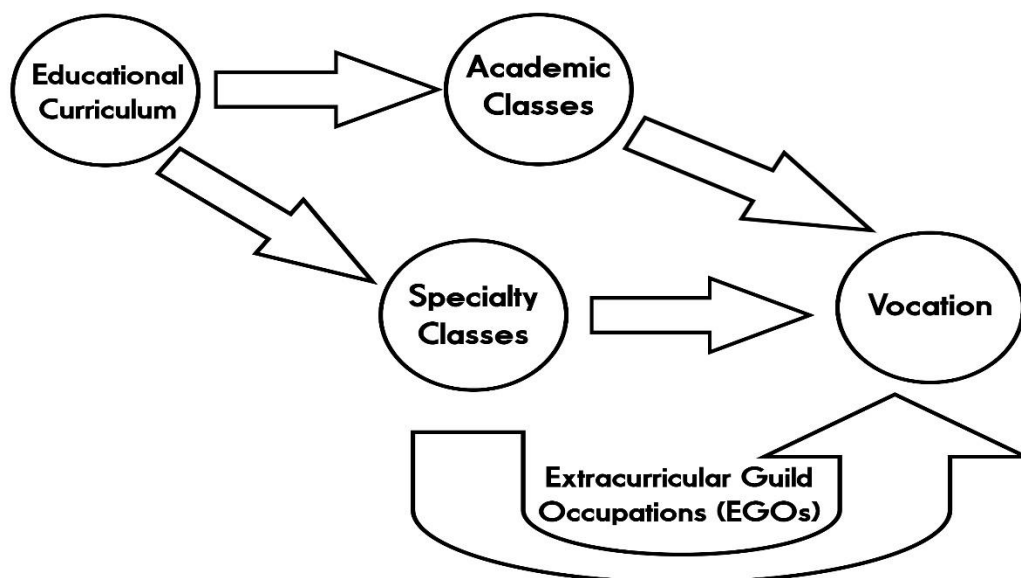 Educational
Curriculum
Academic
Classes
Specialty
Classes
Vocation
Extracurricular Guild
Occupations (EGOs)